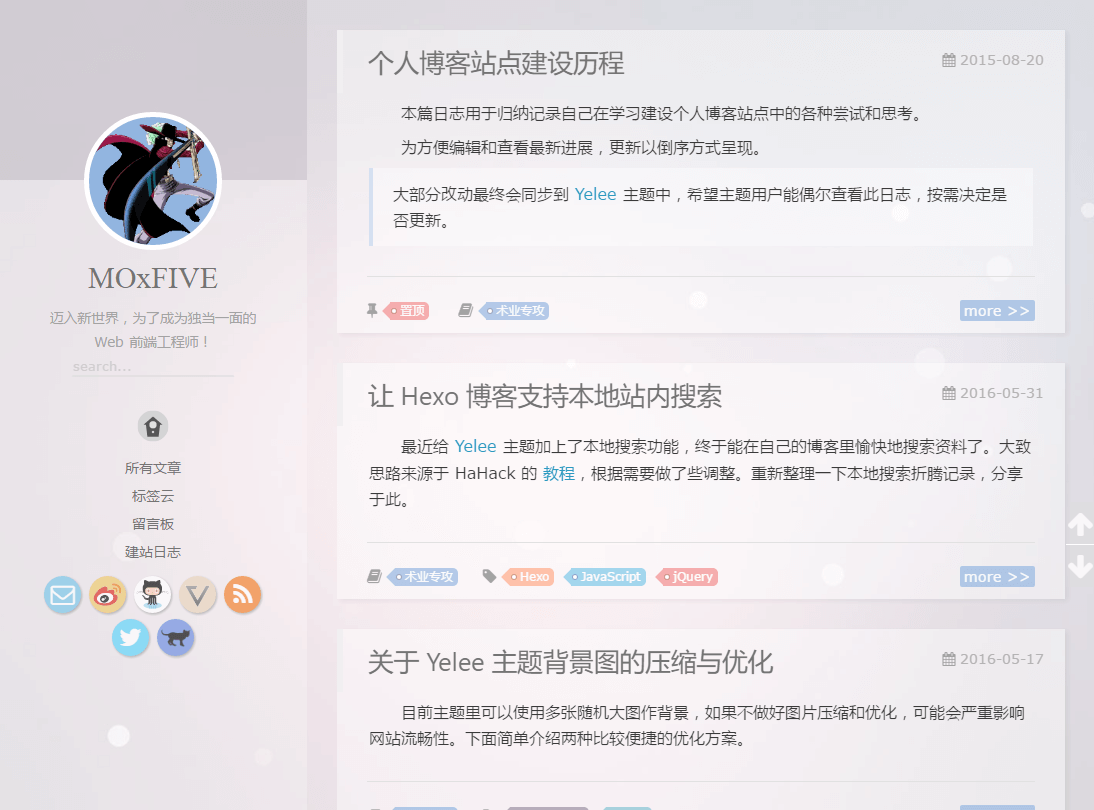 MOxFIVE
迈入新世界，为了成为独当一面的
Web 前端工程师！
search...
所有文章
标签云
留言板
建站日志
个人博客站点建设历程
2015-08-20
本篇日志用于归纳记录自己在学习建设个人博客站点中的各种尝试和思考。
为方便编辑和查看最新进展，更新以倒序方式呈现。
大部分改动最终会同步到 Yelee 主题中，希望主题用户能偶尔查看此日志，按需决定是
否更新。
置顶
术业专攻
more >>
让 Hexo 博客支持本地站内搜索
2016-05-31
最近给 Yelee 主题加上了本地搜索功能，终于能在自己的博客里愉快地搜索资料了。大致
思路来源于 HaHack 的 教程，根据需要做了些调整。重新整理一下本地搜索折腾记录，分享
于此。
术业专攻
Hexo
JavaScript
jQuery
more >>
关于 Yelee 主题背景图的压缩与优化
2016-05-17
目前主题里可以使用多张随机大图作背景，如果不做好图片压缩和优化，可能会严重影响
网站流畅性。下面简单介绍两种比较便捷的优化方案。